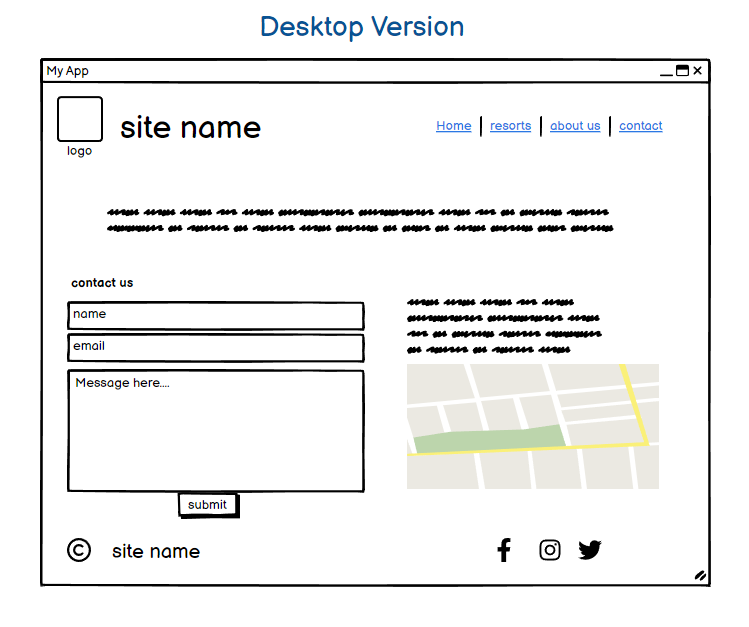 Desktop Version
My App
logo
site name
Home | resorts | about us | contact
contact us
name
email
Message here....
submit
© site name